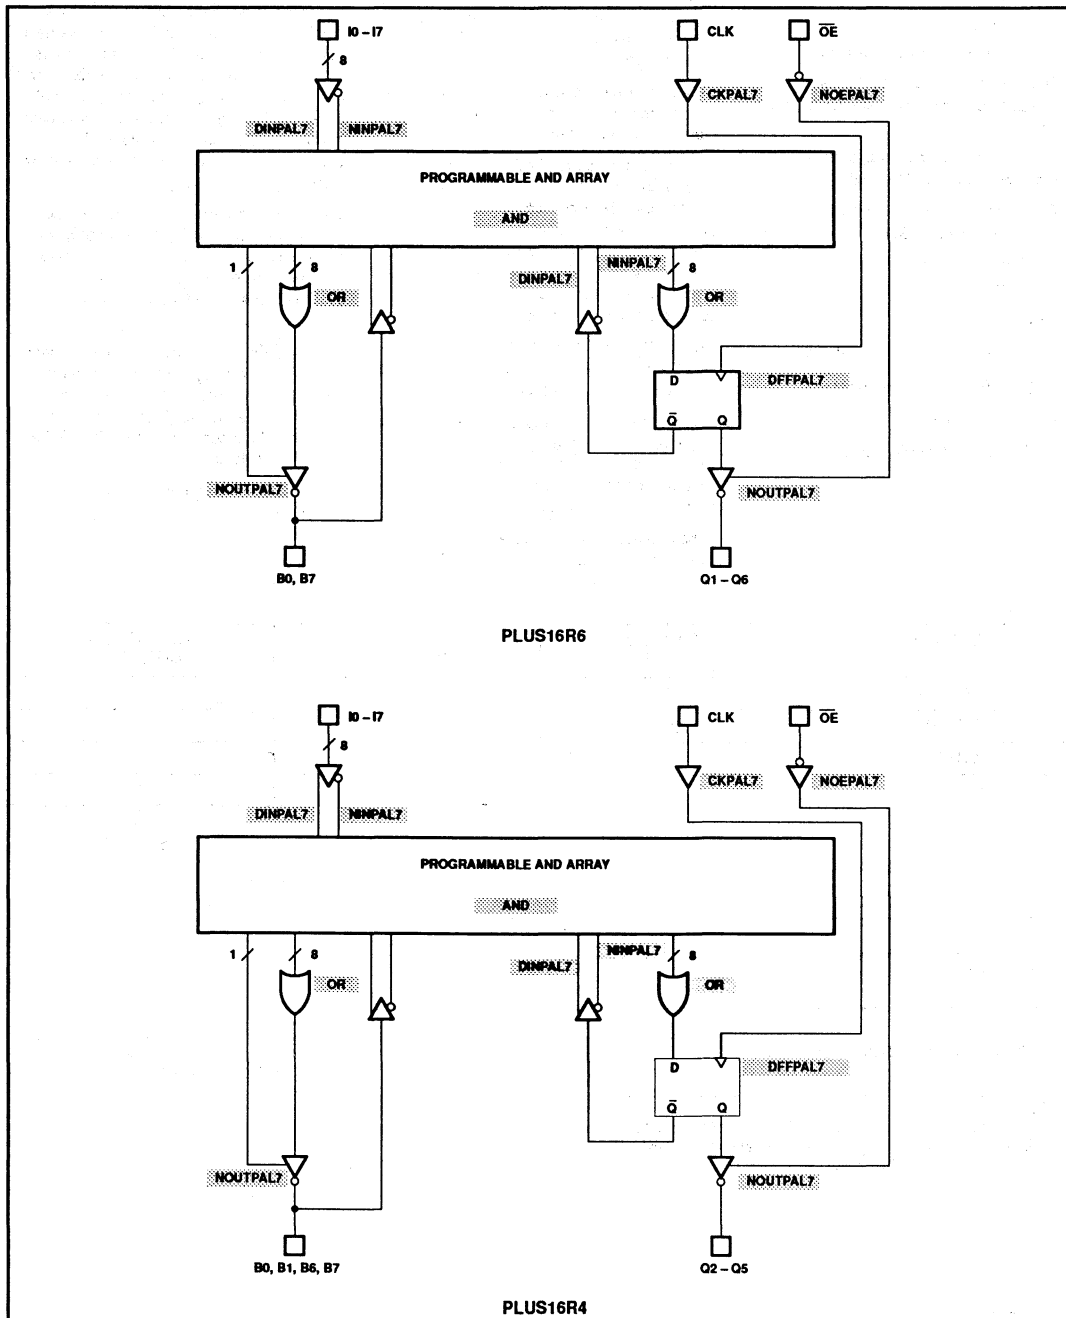 I0 – I7
CLK
O̅E̅
8
CKPAL7
NOEPAL7
DINPAL7
NINPAL7
PROGRAMMABLE AND ARRAY
AND
1
8
OR
DINPAL7
NINPAL7
8
OR
D
DFFPAL7
Q̅
Q
NOUTPAL7
NOUTPAL7
B0, B7
Q1 – Q6
PLUS16R6
I0 – I7
CLK
O̅E̅
8
CKPAL7
NOEPAL7
DINPAL7
NINPAL7
PROGRAMMABLE AND ARRAY
AND
1
8
OR
DINPAL7
NINPAL7
8
OR
D
DFFPAL7
Q̅
Q
NOUTPAL7
NOUTPAL7
B0, B1, B6, B7
Q2 – Q5
PLUS16R4